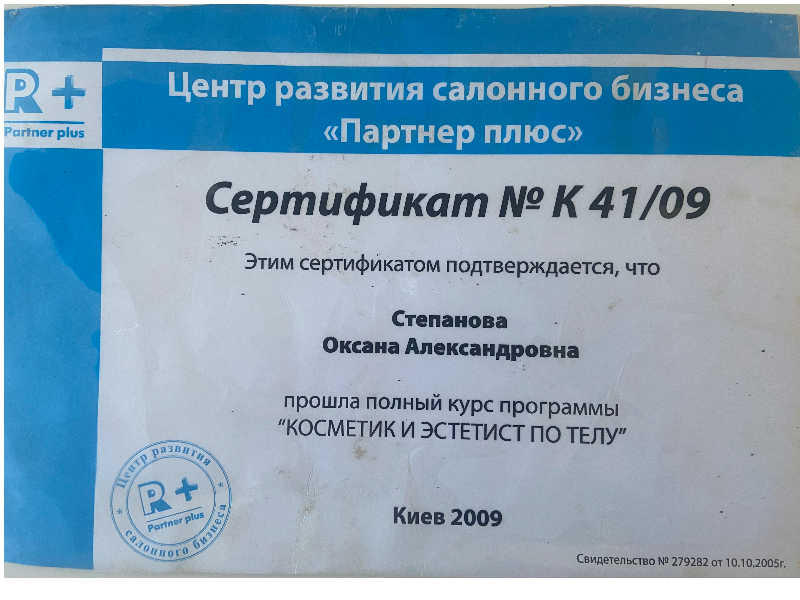 R+
Partner plus
Центр развития салонного бизнеса
«Партнер плюс»
Сертификат № К 41/09
Этим сертификатом подтверждается, что
Степанова
Оксана Александровна
прошла полный курс программы
"КОСМЕТИК И ЭСТЕТИСТ ПО ТЕЛУ"
Центр развития
R+
Partner plus
салонного бизнеса
Киев 2009
Свидетельство № 279282 от 10.10.2005г.